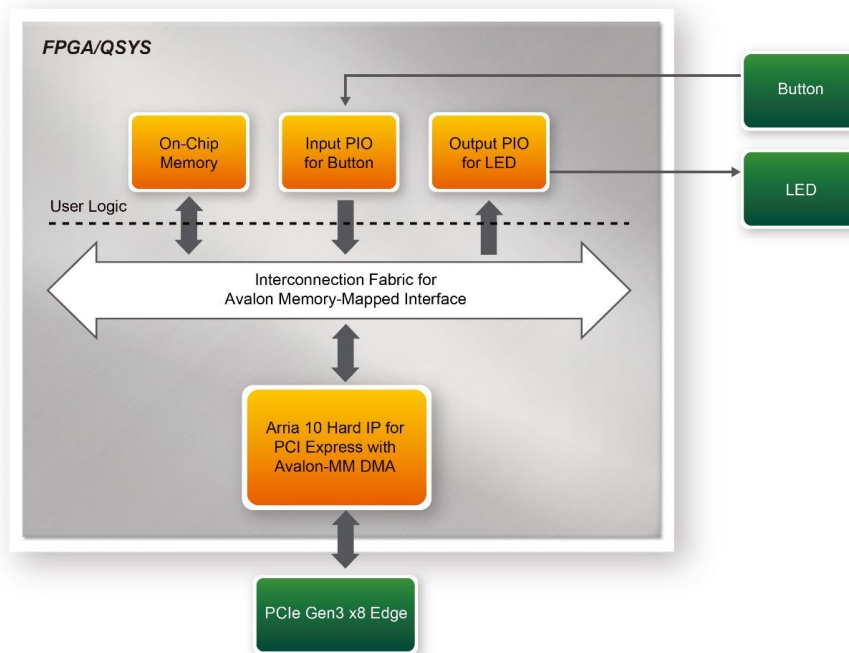 FPGA/QSYS
Button
On-Chip
Memory
Input PIO
for Button
Output PIO
for LED
LED
User Logic
Interconnection Fabric for
Avalon Memory-Mapped Interface
Arria 10 Hard IP for
PCI Express with
Avalon-MM DMA
PCIe Gen3 x8 Edge